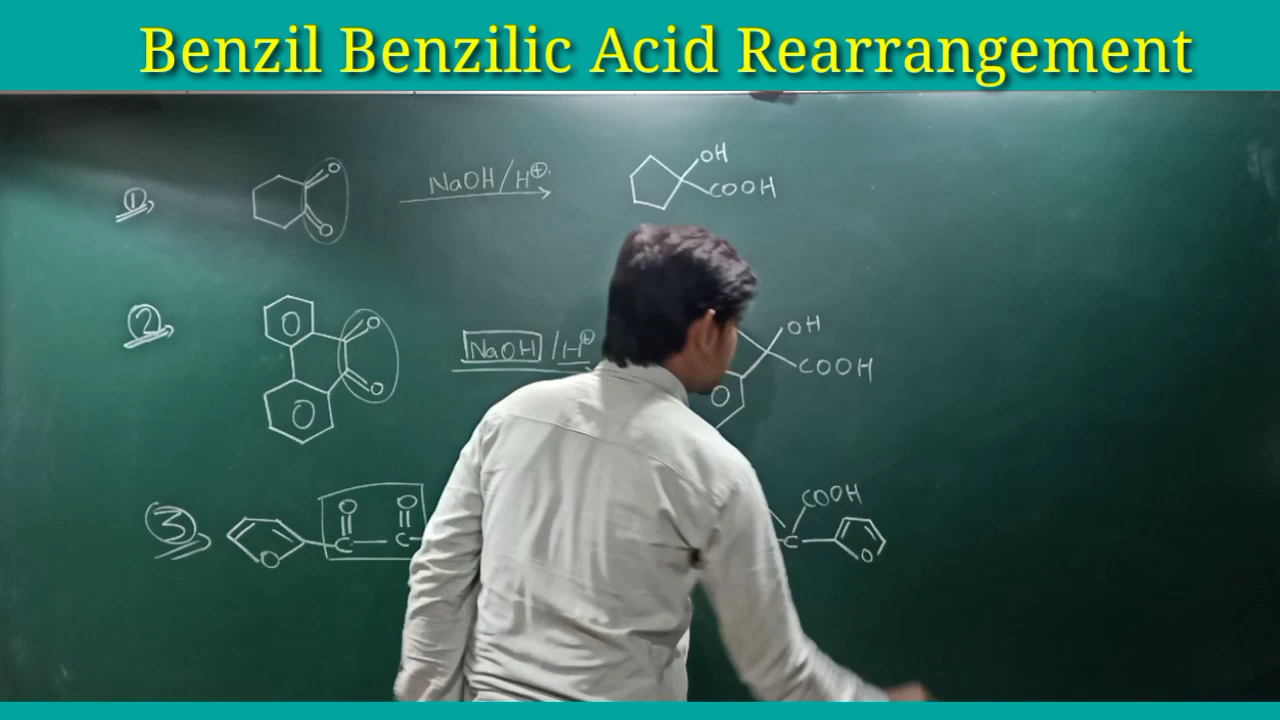 Benzil Benzilic Acid Rearrangement
①
O
O
NaOH/H⊕
OH
COOH
②
O
O
O
O
NaOH/H⊕
OH
COOH
O
③
O
O
O
C
C
COOH
C
O